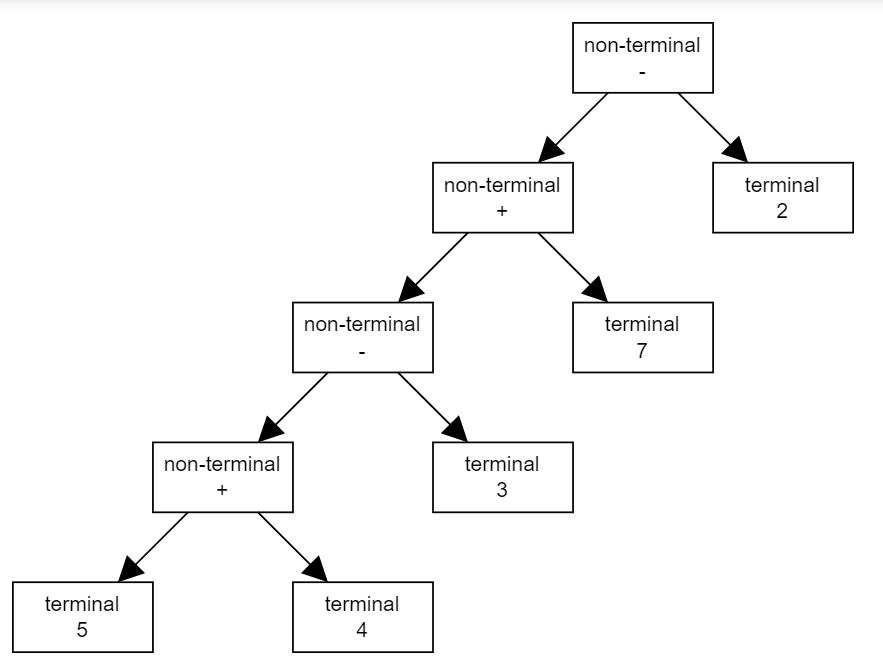 non-terminal
-
non-terminal
+
terminal
2
non-terminal
-
terminal
7
non-terminal
+
terminal
3
terminal
5
terminal
4